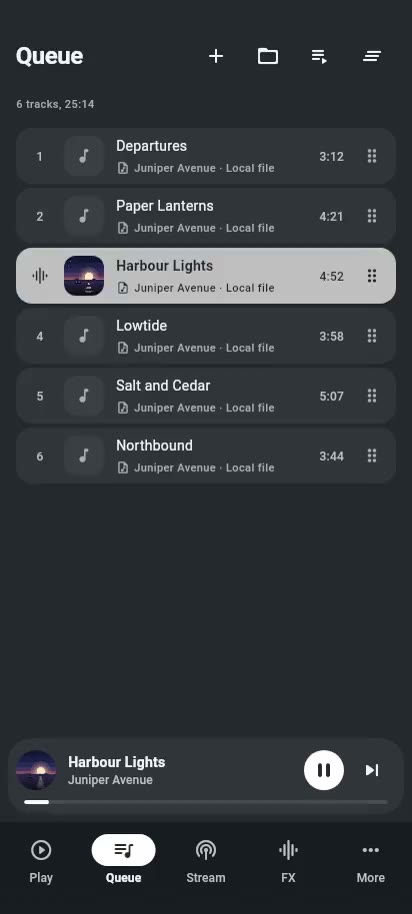 Queue
6 tracks, 25:14
1 Departures 3:12
Juniper Avenue · Local file
2 Paper Lanterns 4:21
Juniper Avenue · Local file
Harbour Lights 4:52
Juniper Avenue · Local file
4 Lowtide 3:58
Juniper Avenue · Local file
5 Salt and Cedar 5:07
Juniper Avenue · Local file
6 Northbound 3:44
Juniper Avenue · Local file
Harbour Lights
Juniper Avenue
Play Queue Stream FX More